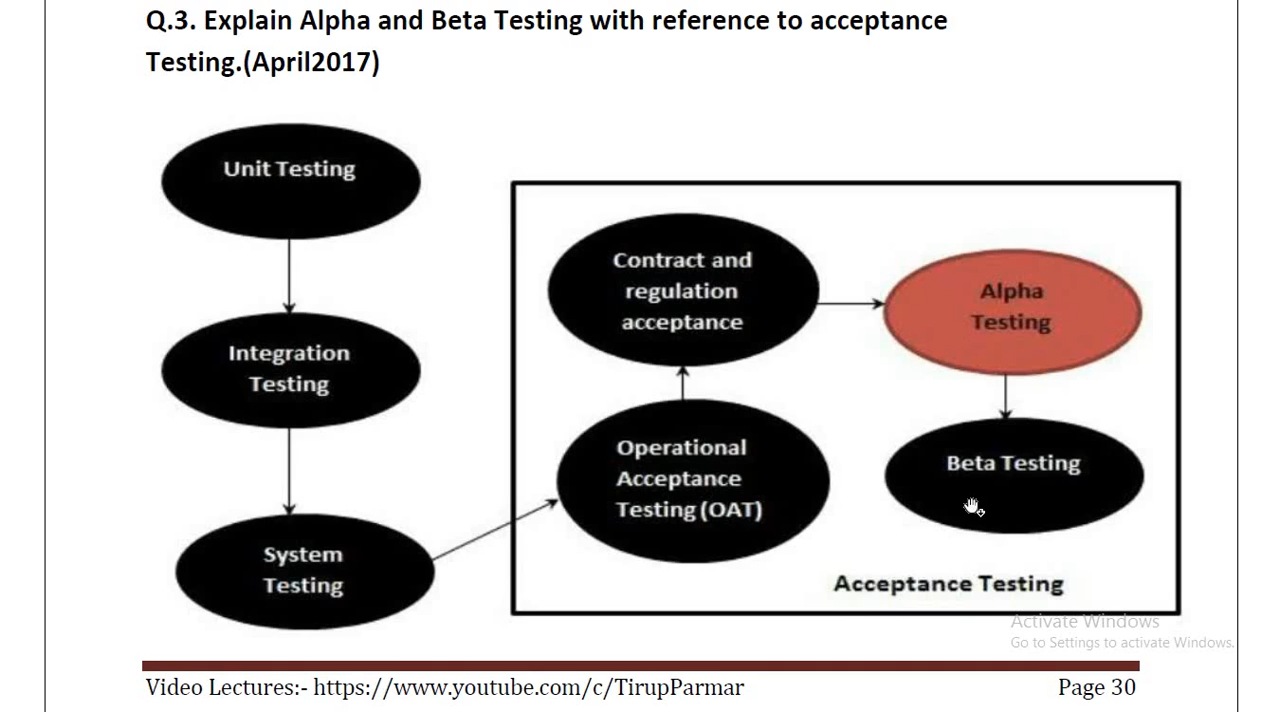 Q.3. Explain Alpha and Beta Testing with reference to acceptance
Testing.(April2017)
Unit Testing
Integration
Testing
System
Testing
Contract and
regulation
acceptance
Operational
Acceptance
Testing (OAT)
Alpha
Testing
Beta Testing
Acceptance Testing
Activate Windows
Go to Settings to activate Windows.
Video Lectures:- https://www.youtube.com/c/TirupParmar
Page 30